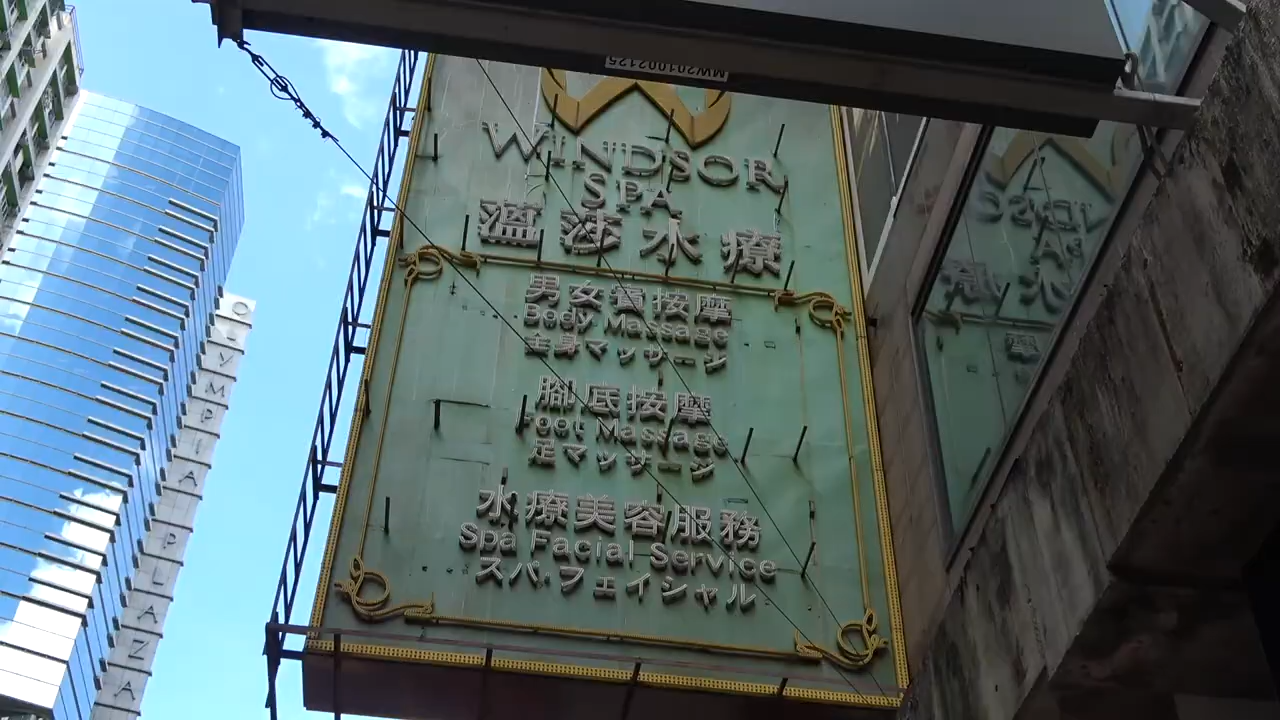 MW201002125
WINDSOR
SPA
溫莎水療
男女賓按摩
Body Massage
全身マッサージ
腳底按摩
Foot Massage
足マッサージ
水療美容服務
Spa Facial Service
スパ・フェイシャル
OLYMPIA PLAZA